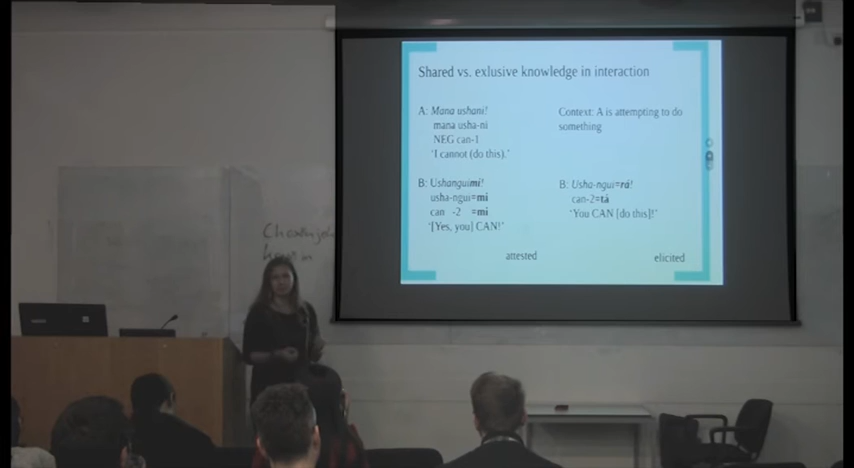 Shared vs. exlusive knowledge in interaction
A: Mana ushani!
mana usha-ni
NEG can-1
'I cannot (do this).'
Context: A is attempting to do
something
B: Ushanguimi!
usha-ngui=mi
can -2 =mi
'[Yes, you] CAN!'
B: Usha-ngui=rá!
can-2=tá
'You CAN [do this]!'
attested
elicited